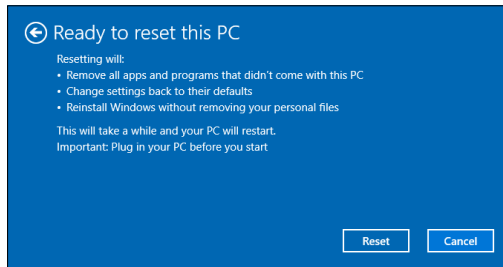 Ready to reset this PC
Resetting will:
• Remove all apps and programs that didn't come with this PC
• Change settings back to their defaults
• Reinstall Windows without removing your personal files
This will take a while and your PC will restart.
Important: Plug in your PC before you start
Reset Cancel